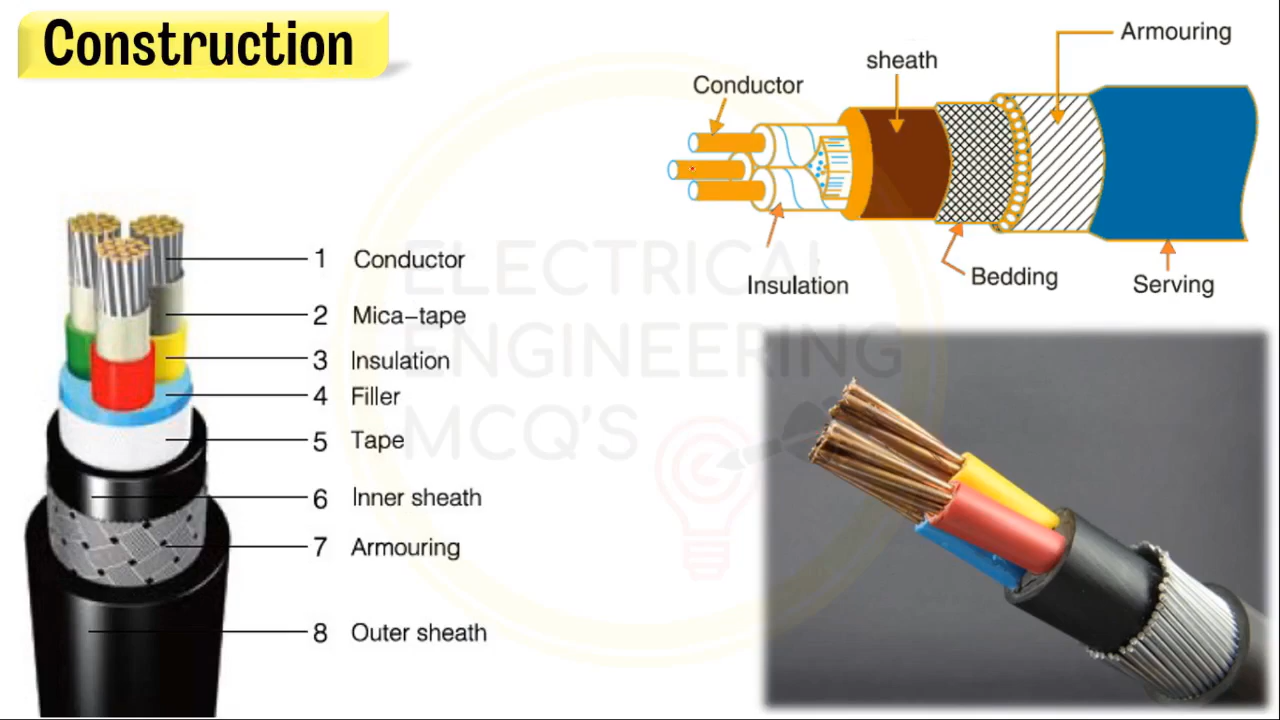 Construction
Conductor
sheath
Armouring
Insulation
Bedding
Serving
1 Conductor
2 Mica-tape
3 Insulation
4 Filler
5 Tape
6 Inner sheath
7 Armouring
8 Outer sheath
ELECTRICAL
ENGINEERING
MCQ'S